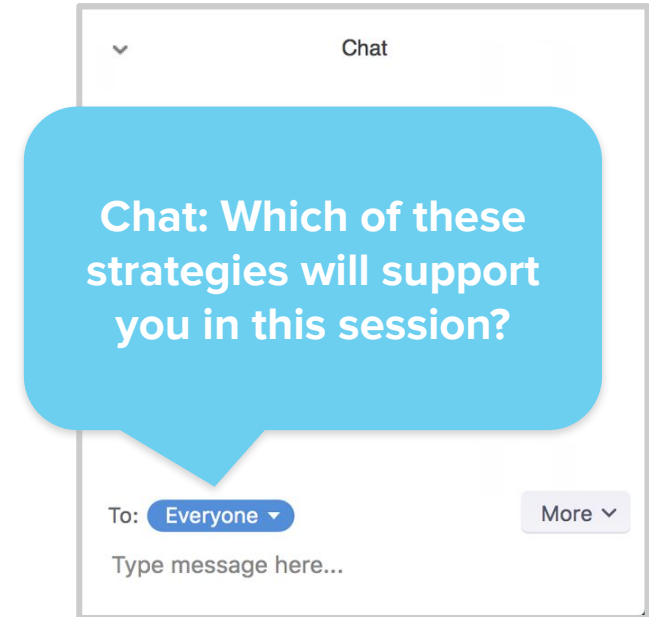 Chat
Chat: Which of these
strategies will support
you in this session?
To: Everyone
More
Type message here...